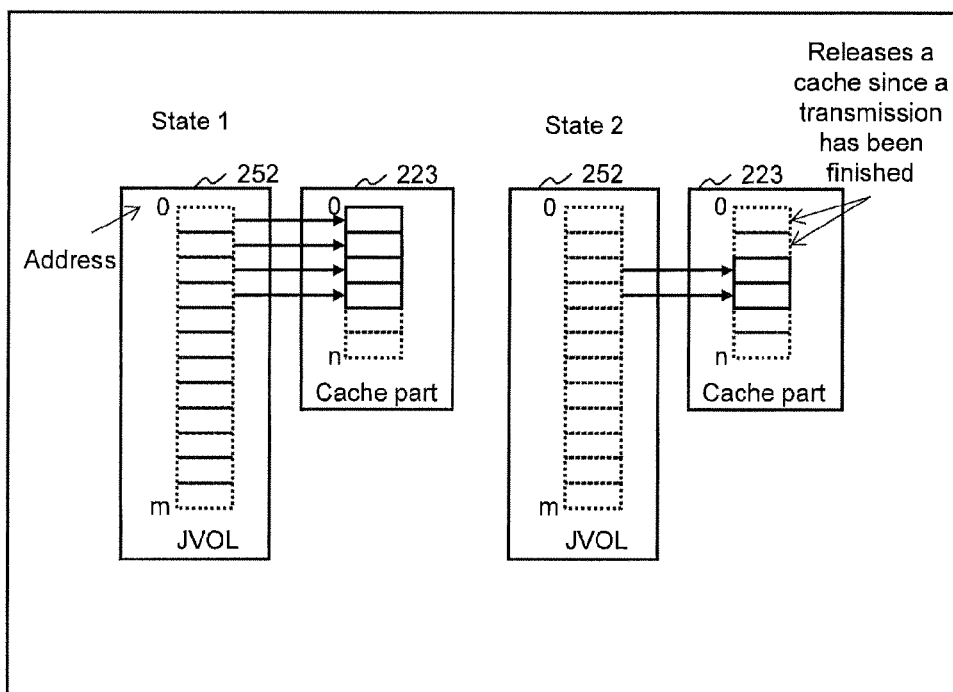 Releases a
cache since a
transmission
has been
finished
State 1
State 2
252
223
252
223
0
0
0
0
Address
n
n
Cache part
Cache part
m
m
JVOL
JVOL